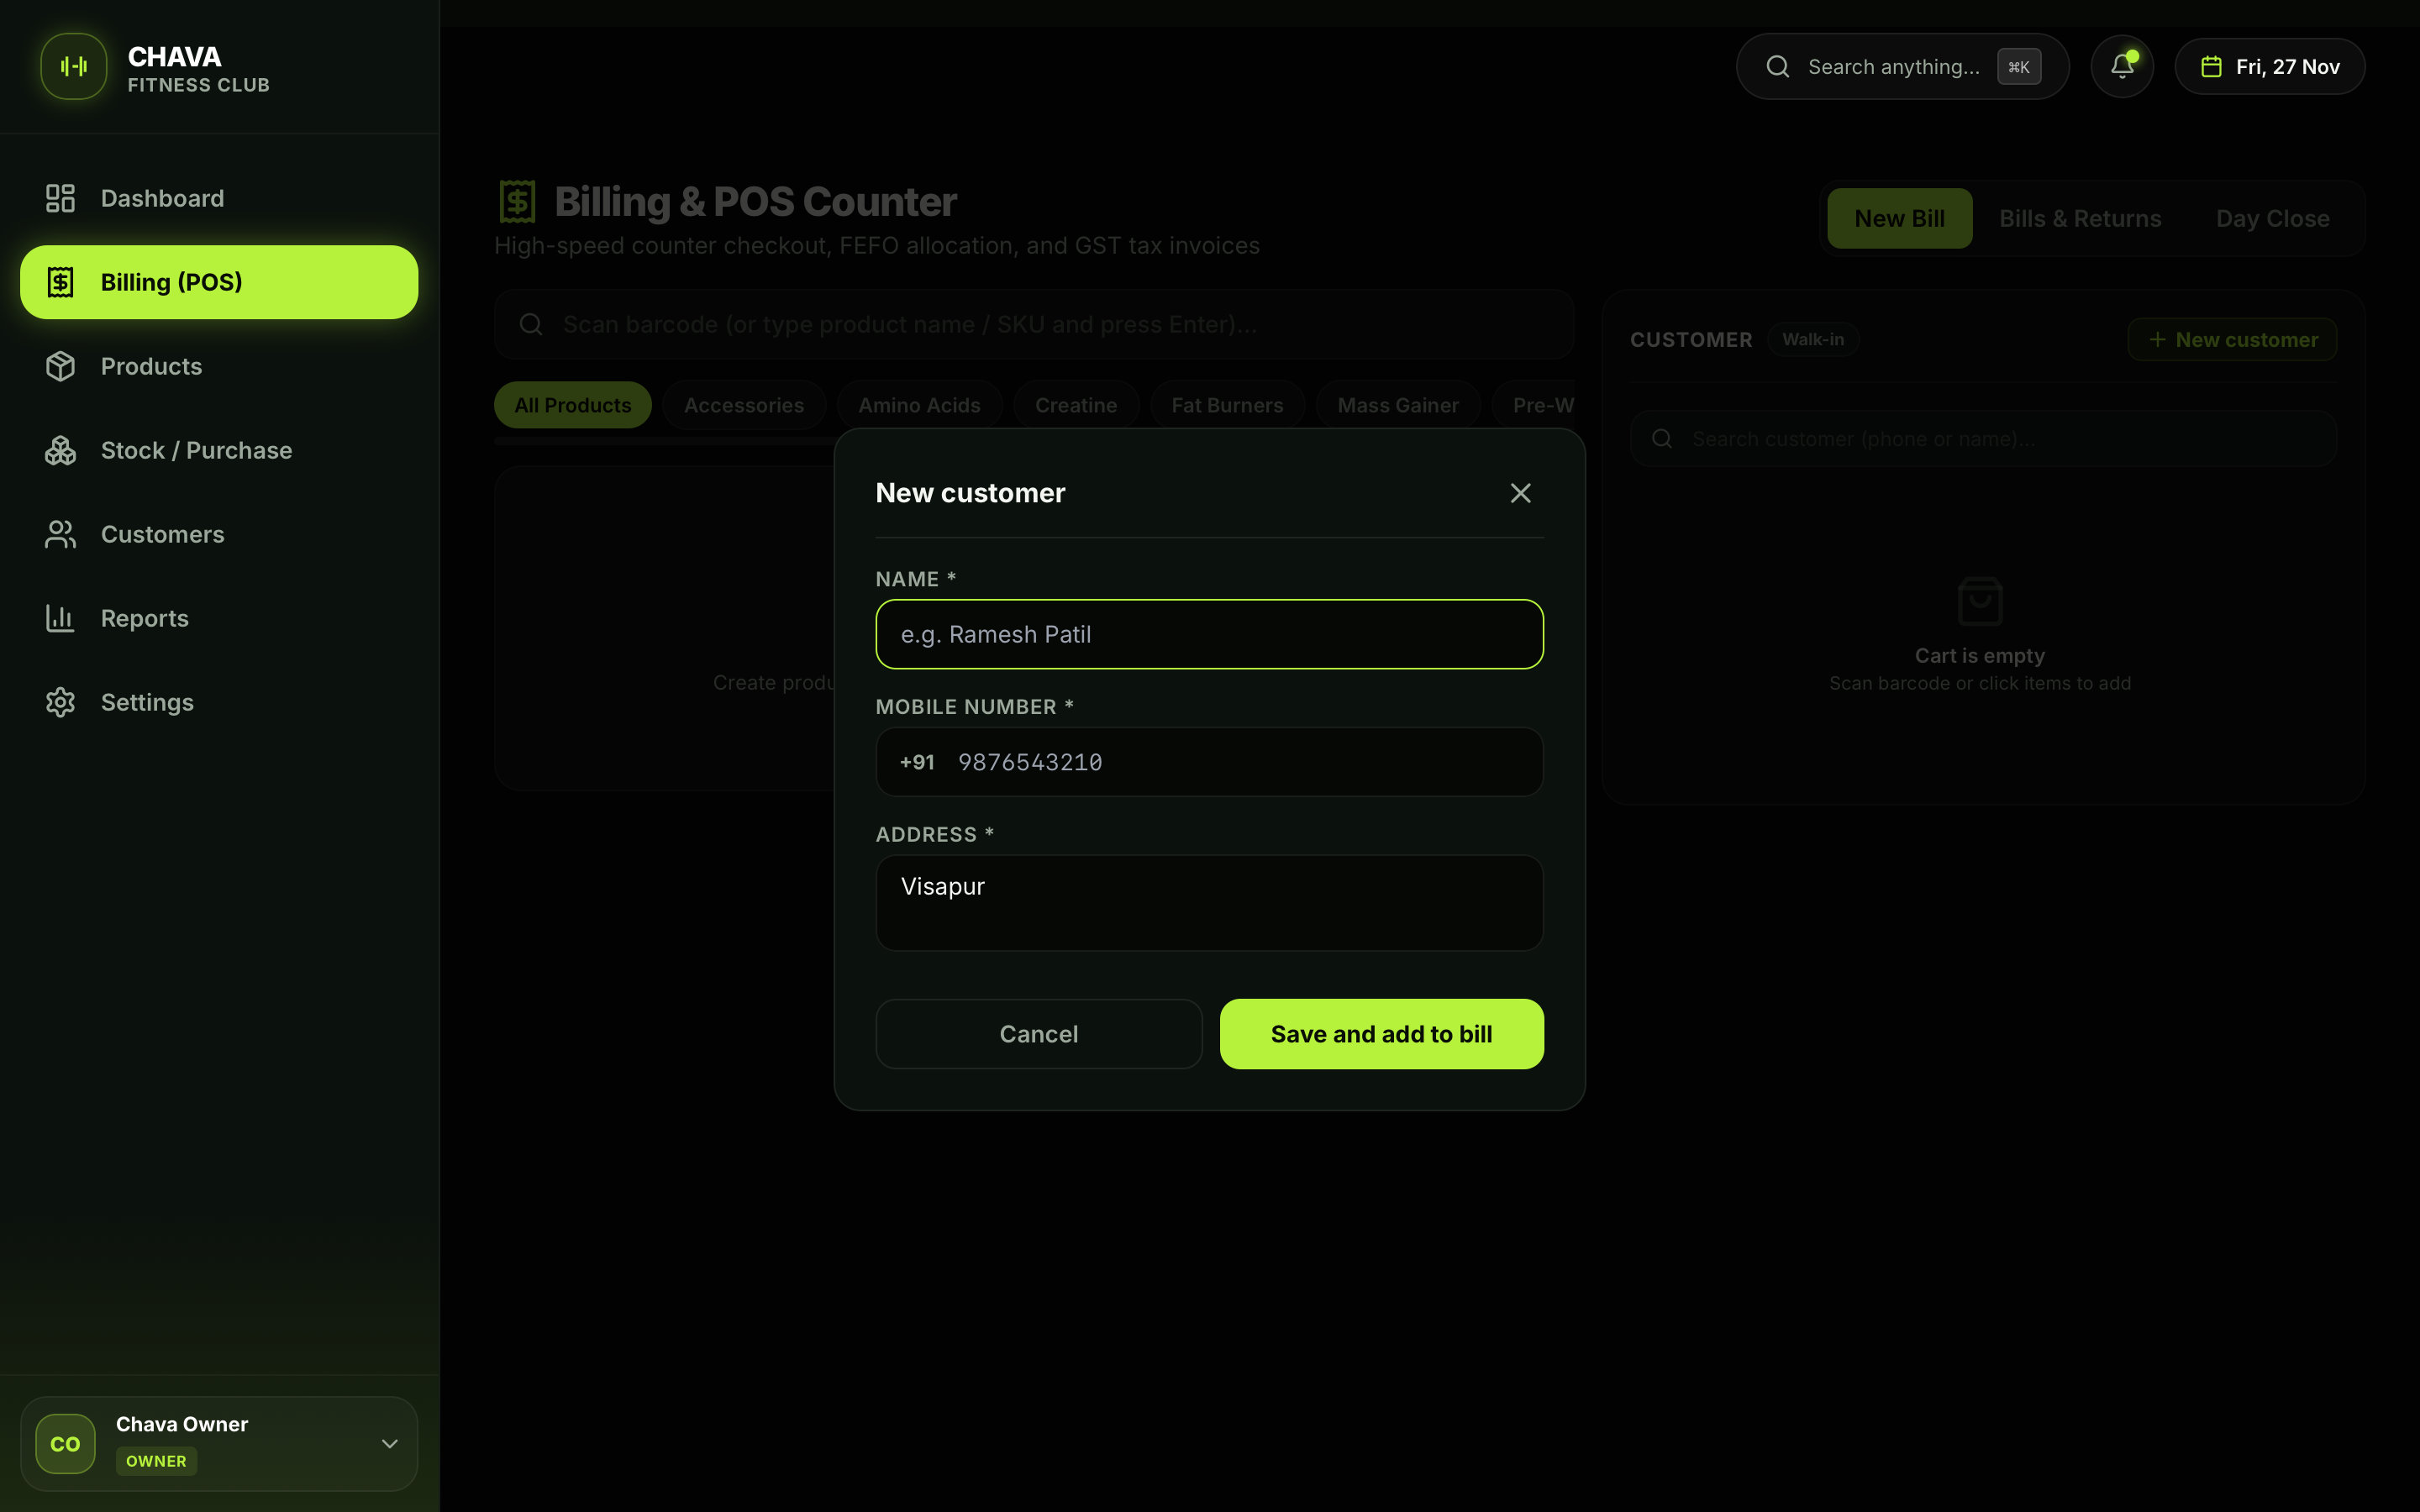 CHAVA
FITNESS CLUB
Search anything...
⌘K
Fri, 27 Nov
Dashboard
Billing (POS)
Products
Stock / Purchase
Customers
Reports
Settings
Billing & POS Counter
High-speed counter checkout, FEFO allocation, and GST tax invoices
New Bill
Bills & Returns
Day Close
Scan barcode (or type product name / SKU and press Enter)...
All Products
Accessories
Amino Acids
Creatine
Fat Burners
Mass Gainer
Pre-W
Create produ
CUSTOMER
Walk-in
+ New customer
Search customer (phone or name)...
Cart is empty
Scan barcode or click items to add
New customer
NAME *
e.g. Ramesh Patil
MOBILE NUMBER *
+91 9876543210
ADDRESS *
Visapur
Cancel
Save and add to bill
CO
Chava Owner
OWNER